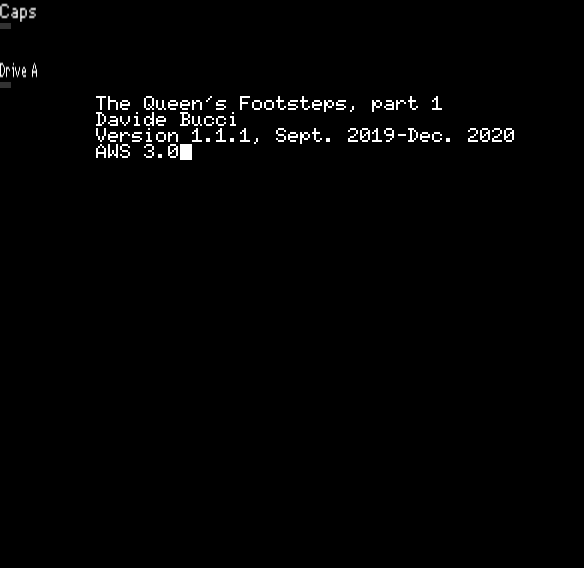 Caps
Drive A
The Queen's Footsteps, part 1
Davide Bucci
Version 1.1.1, Sept. 2019-Dec. 2020
AWS 3.0